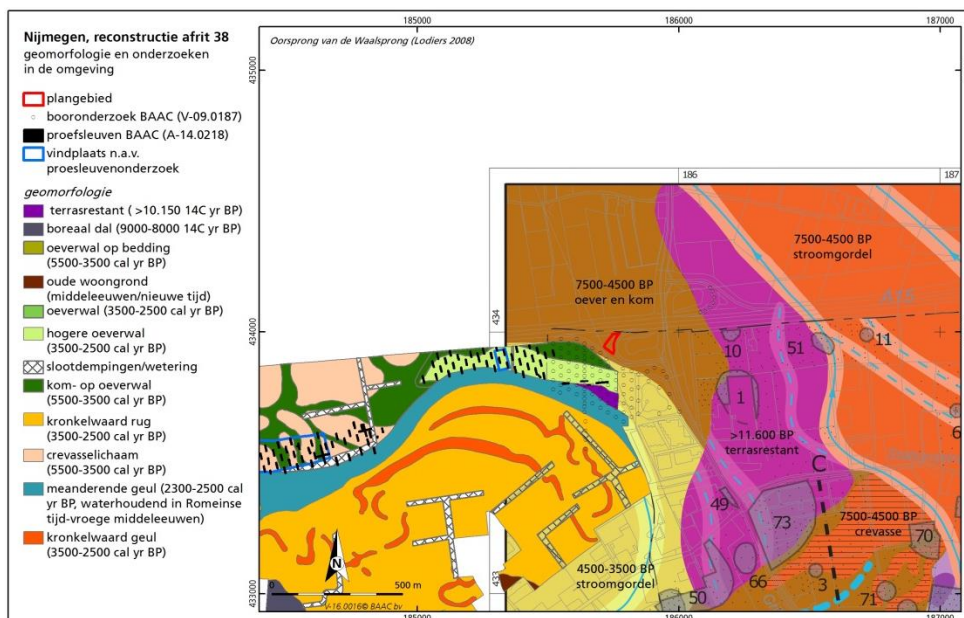 185000 186000 187000
Nijmegen, reconstructie afrit 38
geomorfologie en onderzoeken
in de omgeving
plangebied
booronderzoek BAAC (V-09.0187)
proefsleuven BAAC (A-14.0218)
vindplaats n.a.v.
proesleuvenonderzoek
geomorfologie
terrasrestant ( >10.150 14C yr BP)
boreaal dal (9000-8000 14C yr BP)
oeverwal op bedding
(5500-3500 cal yr BP)
oude woongrond
(middeleeuwen/nieuwe tijd)
oeverwal (3500-2500 cal yr BP)
hogere oeverwal
(3500-2500 cal yr BP)
slootdempingen/wetering
kom- op oeverwal
(5500-3500 cal yr BP)
kronkelwaard rug
(3500-2500 cal yr BP)
crevasselichaam
(5500-3500 cal yr BP)
meanderende geul (2300-2500 cal
yr BP, waterhoudend in Romeinse
tijd-vroege middeleeuwen)
kronkelwaard geul
(3500-2500 cal yr BP)
Oorsprong van de Waalsprong (Lodiers 2008)
435000
434000
433000
186
187
434
433
7500-4500 BP
stroomgordel
7500-4500 BP
oever en kom
10
51
11
1
6
>11.600 BP
terrasrestant
C
49
73
7500-4500 BP
crevasse
70
4500-3500 BP
stroomgordel
66
3
50
71
N
0 500 m
V-16.0016© BAAC bv
185000 186000 187000